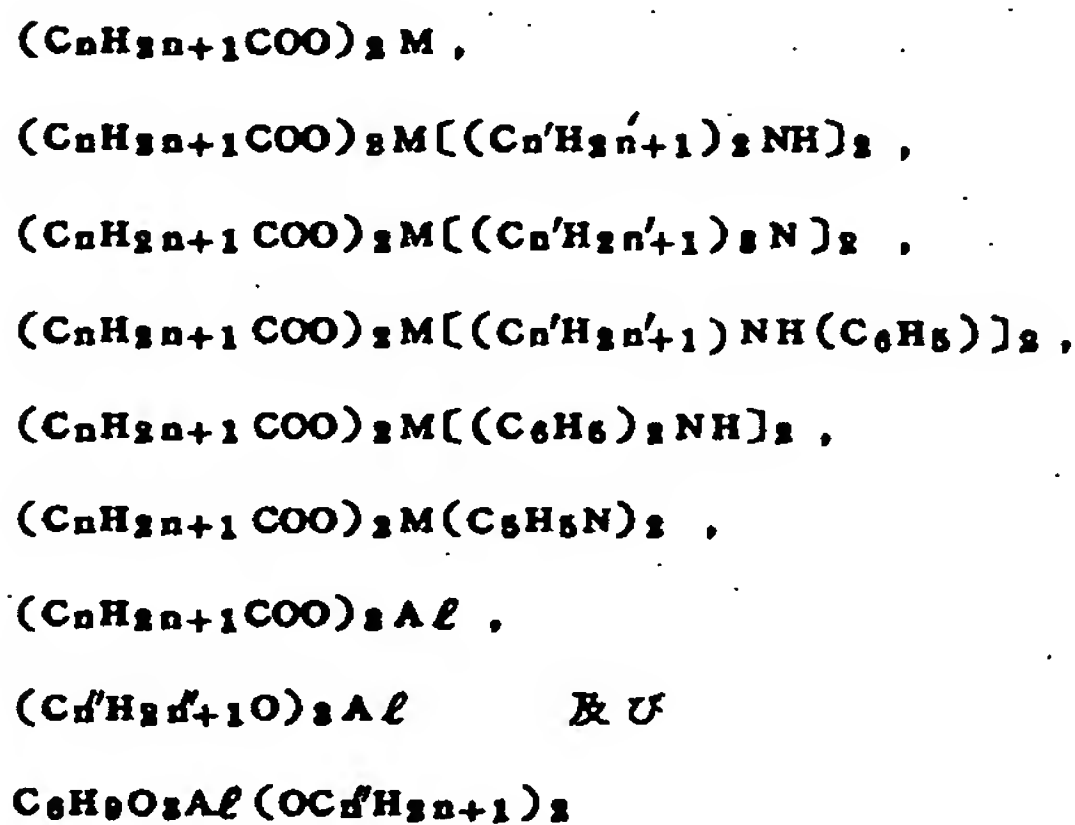 (CnH2n+1COO)2M,
(CnH2n+1COO)2M[(Cn'H2n'+1)2NH]2,
(CnH2n+1COO)2M[(Cn'H2n'+1)3N]2,
(CnH2n+1COO)2M[(Cn'H2n'+1)NH(C6H5)]2,
(CnH2n+1COO)2M[(C6H5)2NH]2,
(CnH2n+1COO)2M(C5H5N)2,
(CnH2n+1COO)3Aℓ,
(Cn"H2n"+1O)3Aℓ 及び
C6H9O3Aℓ(OCn"H2n+1)2